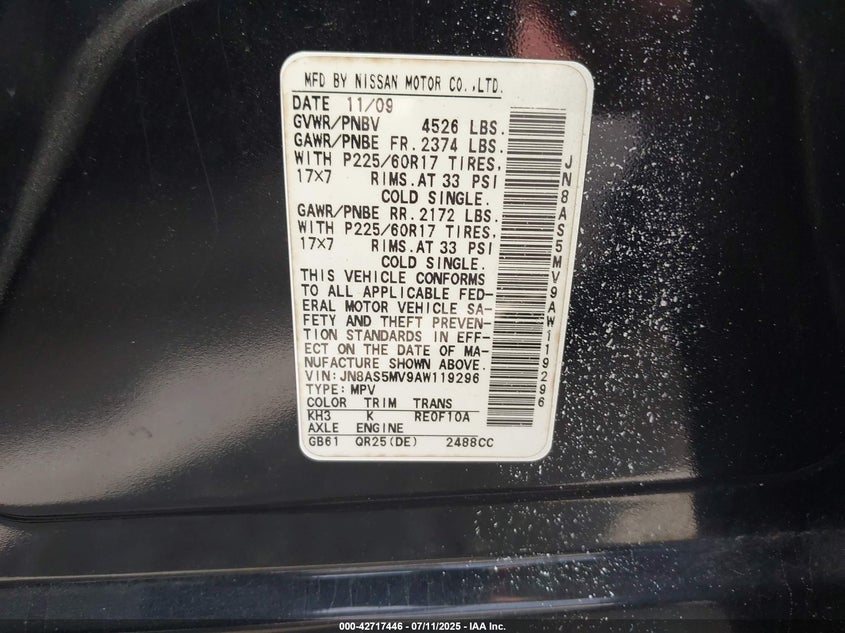 MFD BY NISSAN MOTOR CO.,LTD.
DATE 11/09
GVWR/PNBV 4526 LBS.
GAWR/PNBE FR.2374 LBS.
WITH P225/60R17 TIRES,
17x7 RIMS.AT 33 PSI
COLD SINGLE.
GAWR/PNBE RR.2172 LBS.
WITH P225/60R17 TIRES,
17x7 RIMS.AT 33 PSI
COLD SINGLE.
THIS VEHICLE CONFORMS
TO ALL APPLICABLE FED-
ERAL MOTOR VEHICLE SA-
FETY AND THEFT PREVEN-
TION STANDARDS IN EFF-
ECT ON THE DATE OF MA-
NUFACTURE SHOWN ABOVE.
VIN:JN8AS5MV9AW119296
TYPE:MPV
COLOR TRIM TRANS
KH3 K RE0F10A
AXLE ENGINE
GB61 QR25(DE) 2488CC
JN8AS5MV9AW119296
000-42717446 - 07/11/2025 - IAA Inc.